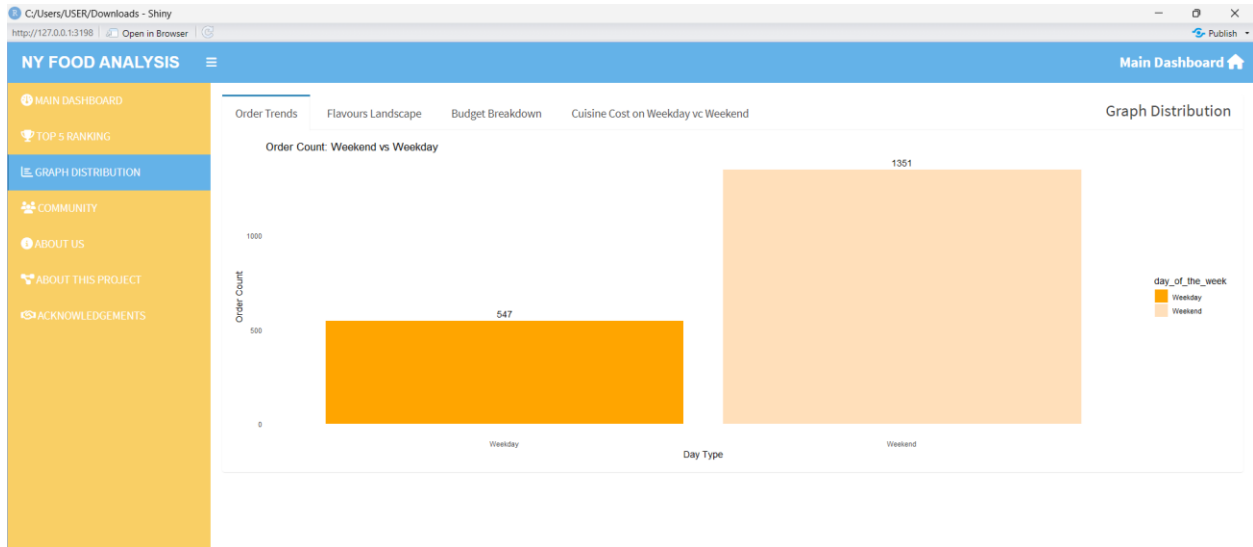 C:/Users/USER/Downloads - Shiny
http://127.0.0.1:3198 Open in Browser Publish
NY FOOD ANALYSIS Main Dashboard
MAIN DASHBOARD
TOP 5 RANKING
GRAPH DISTRIBUTION
COMMUNITY
ABOUT US
ABOUT THIS PROJECT
ACKNOWLEDGEMENTS
Order Trends Flavours Landscape Budget Breakdown Cuisine Cost on Weekday vc Weekend Graph Distribution
Order Count: Weekend vs Weekday
1351
1000
547
500
0
Order Count
Weekday Weekend
Day Type
day_of_the_week
Weekday
Weekend